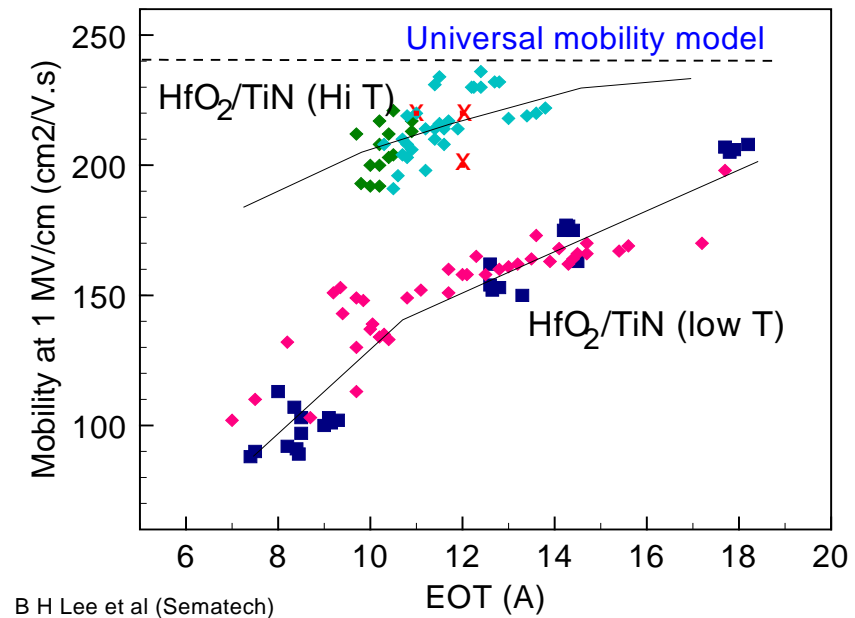 Universal mobility model
HfO₂/TiN (Hi T)
X
X
X
HfO₂/TiN (low T)
Mobility at 1 MV/cm (cm2/V.s)
250
200
150
100
6 8 10 12 14 16 18 20
EOT (A)
B H Lee et al (Sematech)